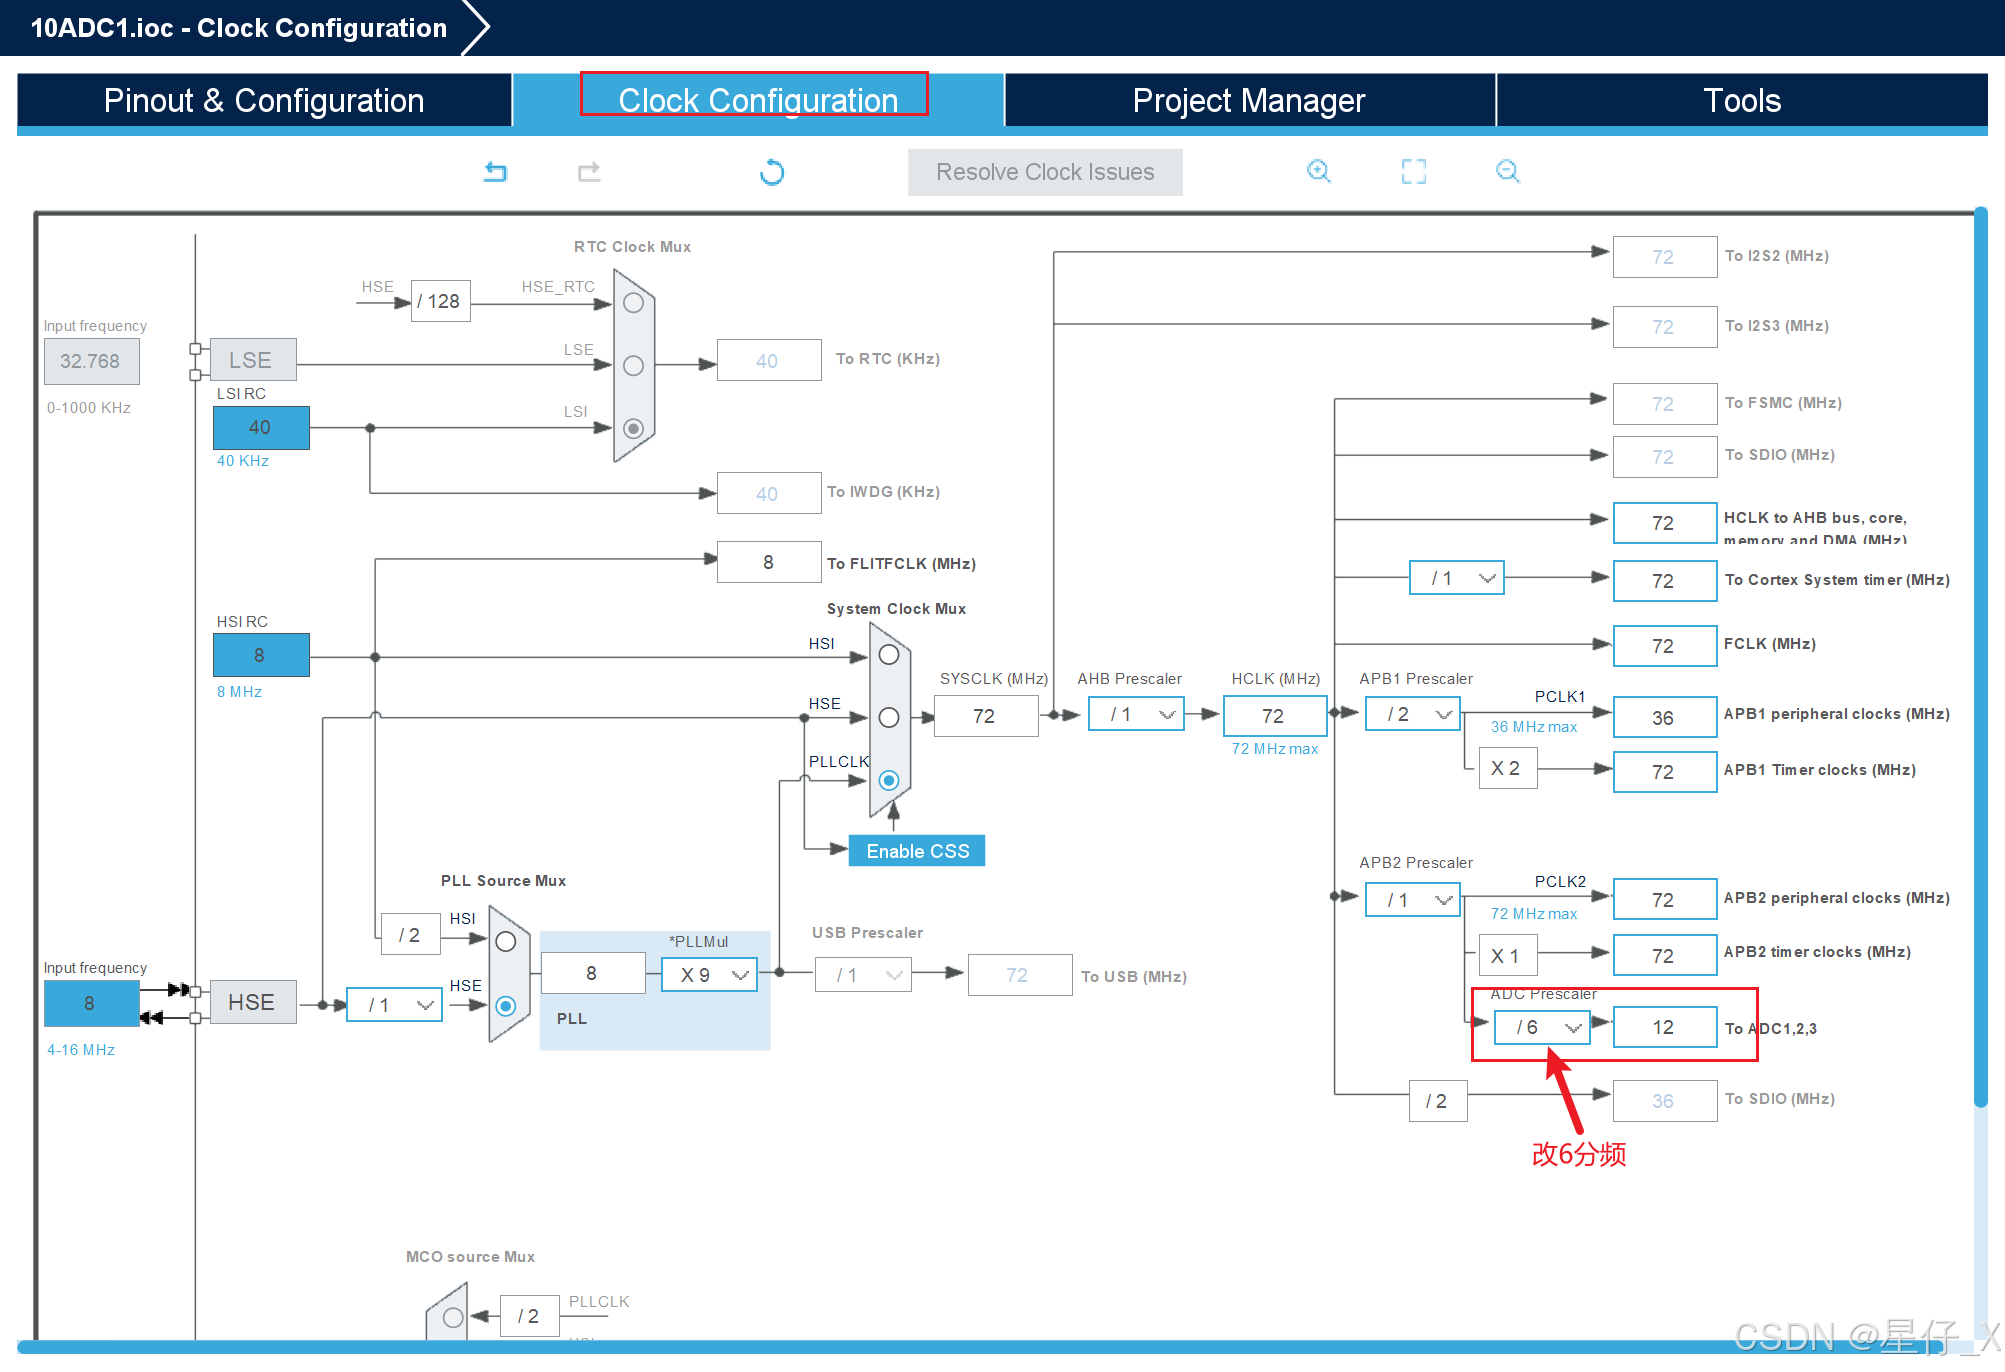 10ADC1.ioc - Clock Configuration
Pinout & Configuration
Clock Configuration
Project Manager
Tools
Resolve Clock Issues
RTC Clock Mux
HSE
/ 128
HSE_RTC
72
To I2S2 (MHz)
72
To I2S3 (MHz)
Input frequency
32.768
0-1000 KHz
LSE
LSE
40
To RTC (KHz)
LSI RC
40
40 KHz
LSI
72
To FSMC (MHz)
72
To SDIO (MHz)
40
To IWDG (KHz)
72
HCLK to AHB bus, core,
memory and DMA (MHz)
8
To FLITFCLK (MHz)
/ 1
72
To Cortex System timer (MHz)
System Clock Mux
HSI RC
8
8 MHz
HSI
72
FCLK (MHz)
HSE
SYSCLK (MHz)
72
AHB Prescaler
/ 1
HCLK (MHz)
72
72 MHz max
APB1 Prescaler
/ 2
PCLK1
36 MHz max
36
APB1 peripheral clocks (MHz)
PLLCLK
X 2
72
APB1 Timer clocks (MHz)
Enable CSS
APB2 Prescaler
/ 1
PCLK2
72 MHz max
72
APB2 peripheral clocks (MHz)
PLL Source Mux
HSI
/ 2
*PLLMul
USB Prescaler
X 1
72
APB2 timer clocks (MHz)
Input frequency
8
4-16 MHz
HSE
/ 1
HSE
8
X 9
PLL
/ 1
72
To USB (MHz)
ADC Prescaler
/ 6
12
To ADC1,2,3
/ 2
36
To SDIO (MHz)
改6分频
MCO source Mux
/ 2
PLLCLK
CSDN @星仔_X